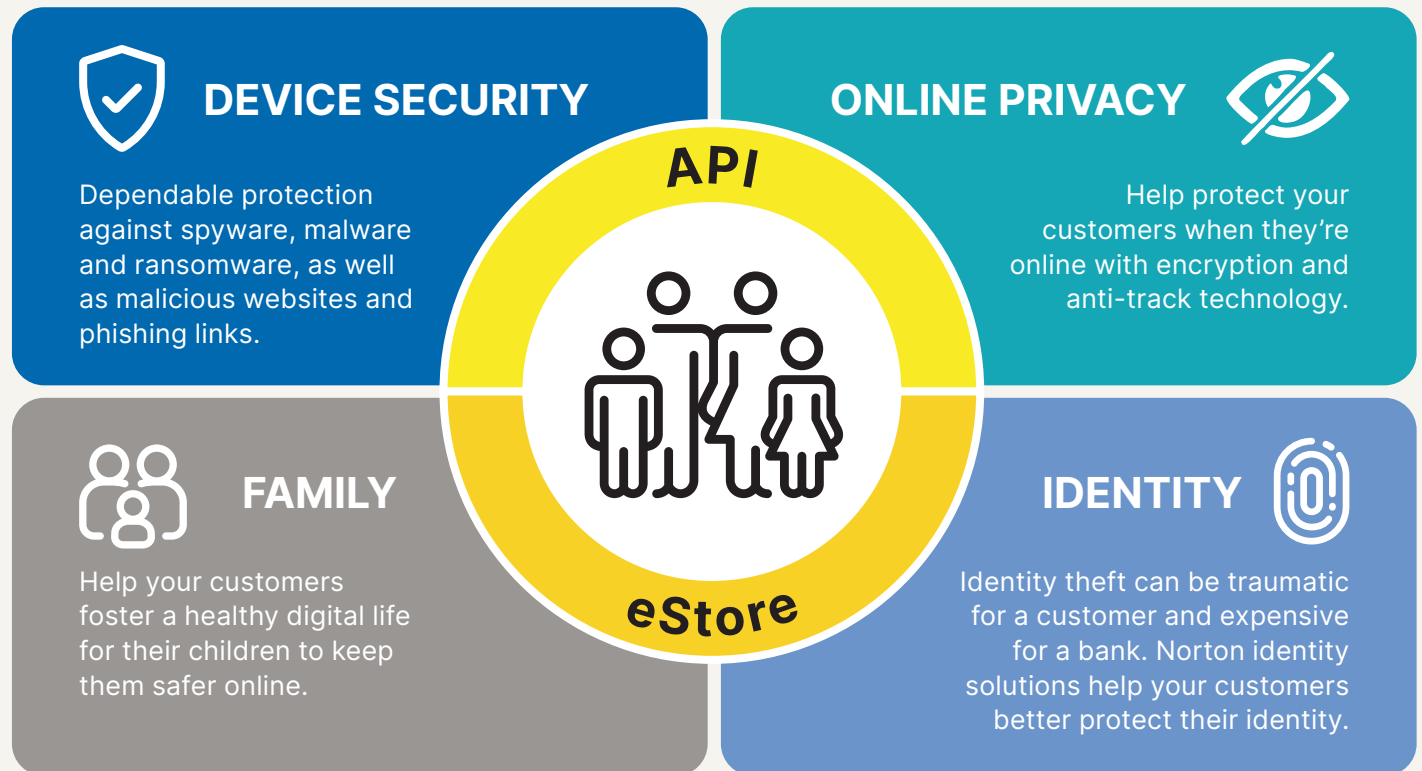 DEVICE SECURITY
Dependable protection
against spyware, malware
and ransomware, as well
as malicious websites and
phishing links.
ONLINE PRIVACY
Help protect your
customers when they’re
online with encryption and
anti-track technology.
API
eStore
FAMILY
Help your customers
foster a healthy digital life
for their children to keep
them safer online.
IDENTITY
Identity theft can be traumatic
for a customer and expensive
for a bank. Norton identity
solutions help your customers
better protect their identity.